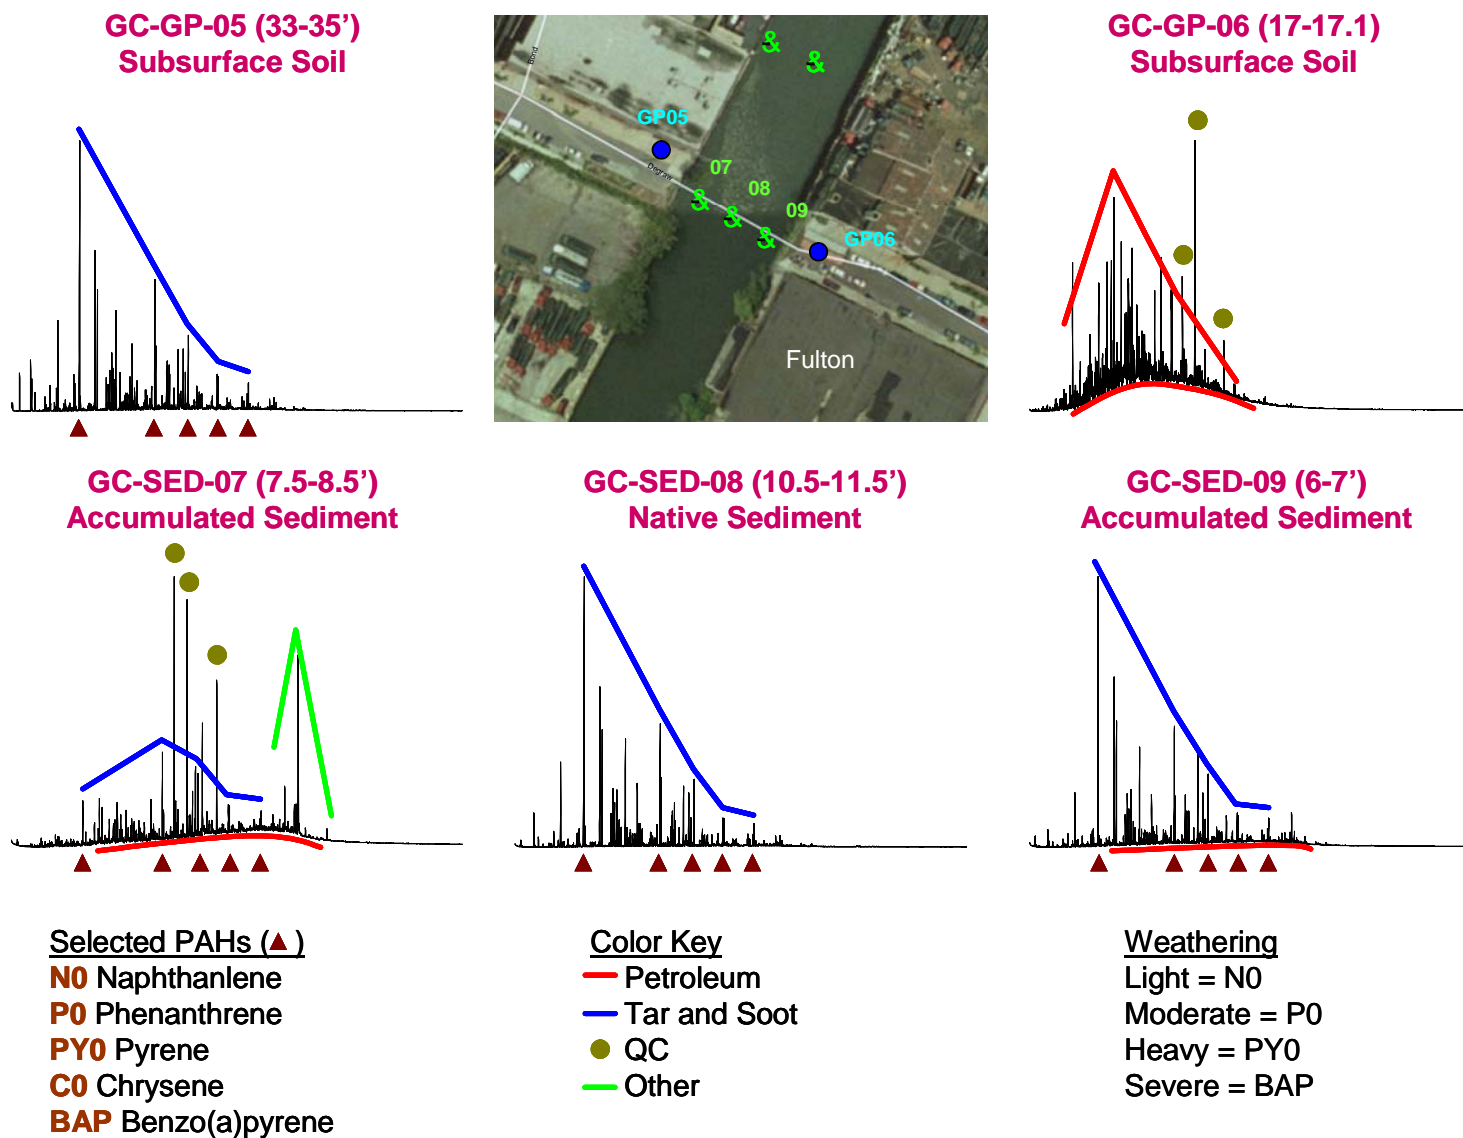 GC-GP-05 (33-35’)
Subsurface Soil
GC-GP-06 (17-17.1)
Subsurface Soil
Bond
GP05
Degraw
07
08
09
GP06
Fulton
&
&
&
&
&
GC-SED-07 (7.5-8.5’)
Accumulated Sediment
GC-SED-08 (10.5-11.5’)
Native Sediment
GC-SED-09 (6-7’)
Accumulated Sediment
Selected PAHs (▲)
N0 Naphthanlene
P0 Phenanthrene
PY0 Pyrene
C0 Chrysene
BAP Benzo(a)pyrene
Color Key
Petroleum
Tar and Soot
QC
Other
Weathering
Light = N0
Moderate = P0
Heavy = PY0
Severe = BAP